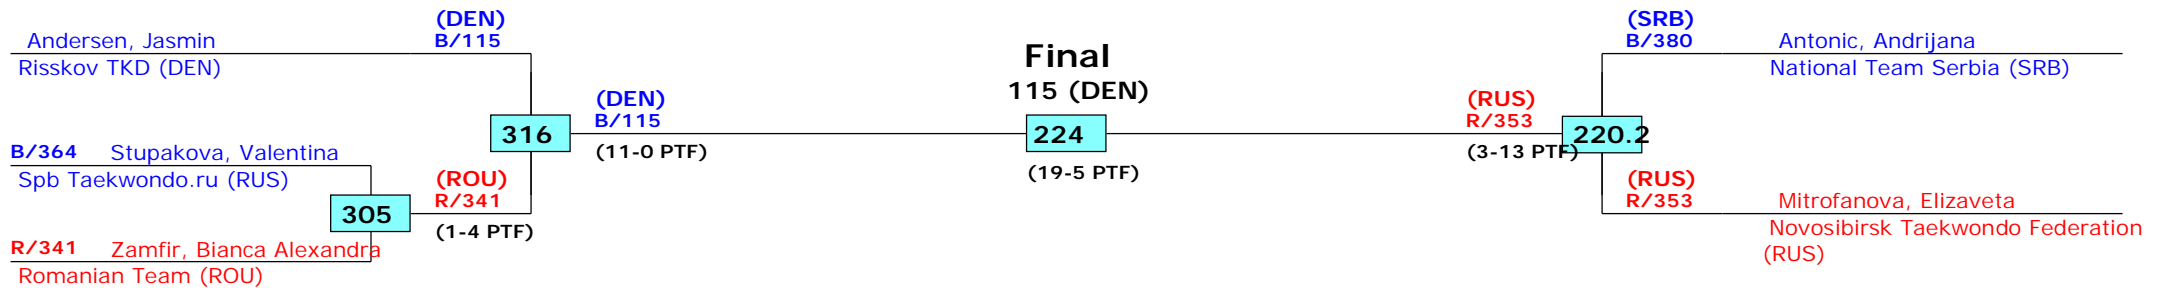 (DEN)
B/115
Andersen, Jasmin
Risskov TKD (DEN)
B/364 Stupakova, Valentina
Spb Taekwondo.ru (RUS)
305
R/341 Zamfir, Bianca Alexandra
Romanian Team (ROU)
316
(ROU)
R/341
(1-4 PTF)
(DEN)
B/115
(11-0 PTF)
Final
115 (DEN)
224
(19-5 PTF)
(RUS)
R/353
(3-13 PTF)
220.2
(SRB)
B/380
Antonic, Andrijana
National Team Serbia (SRB)
(RUS)
R/353
Mitrofanova, Elizaveta
Novosibirsk Taekwondo Federation
(RUS)